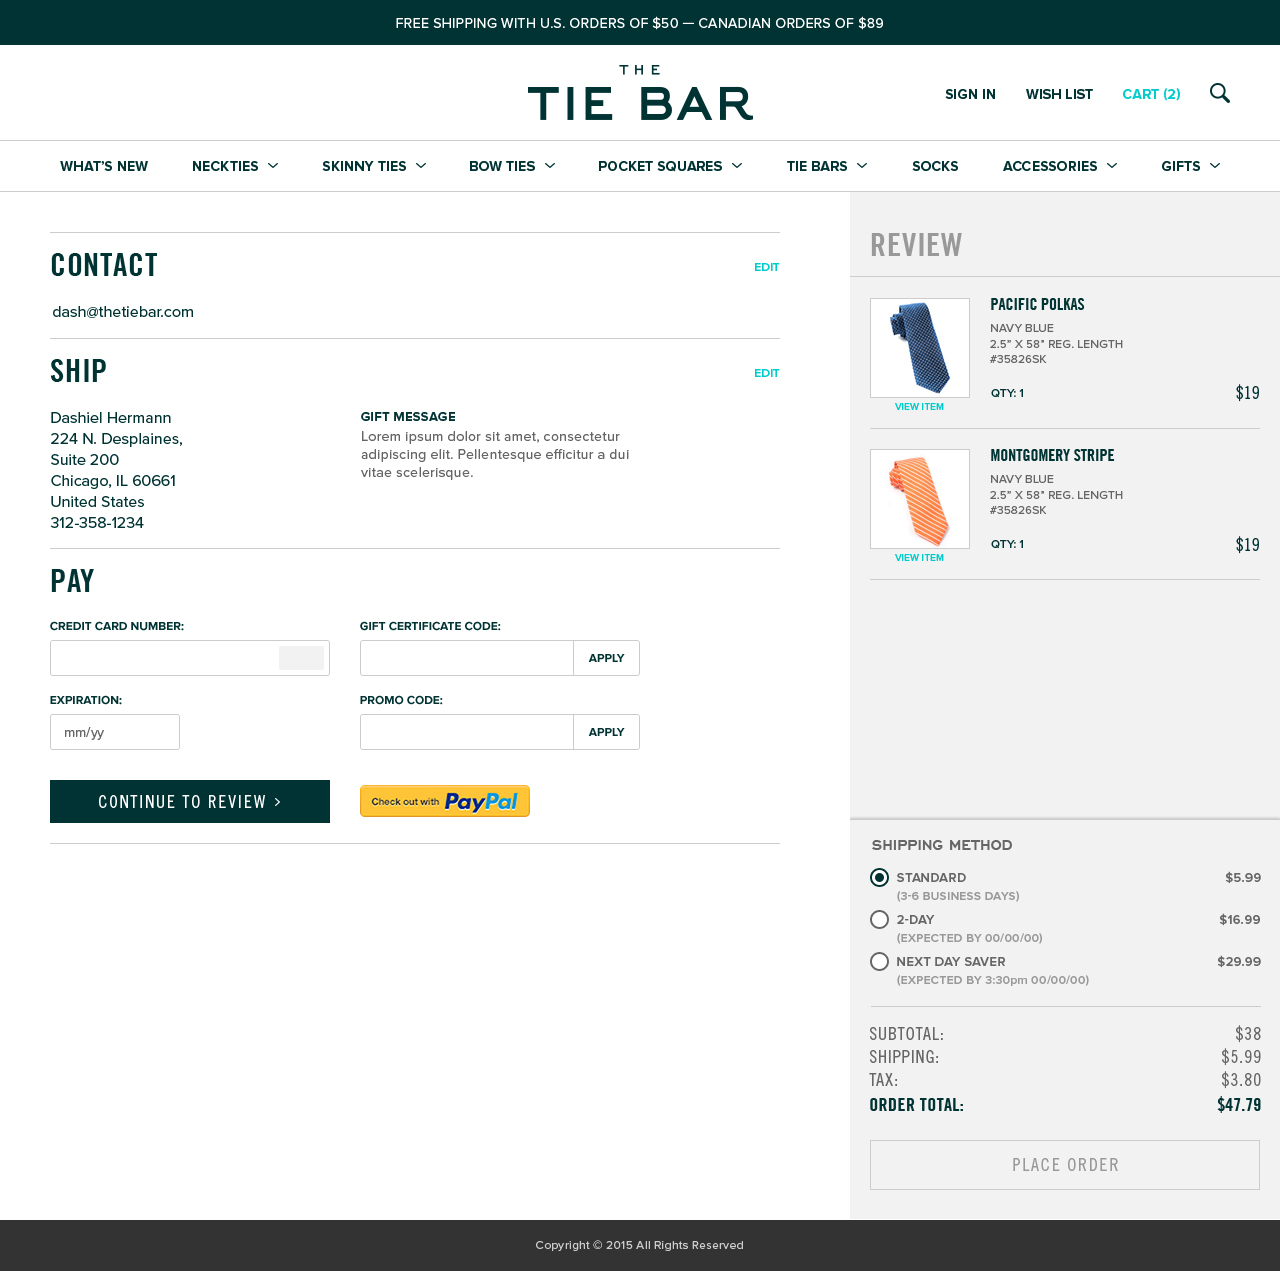 FREE SHIPPING WITH U.S. ORDERS OF $50 — CANADIAN ORDERS OF $89
THE
TIE BAR
SIGN IN
WISH LIST
CART (2)
WHAT'S NEW
NECKTIES
SKINNY TIES
BOW TIES
POCKET SQUARES
TIE BARS
SOCKS
ACCESSORIES
GIFTS
CONTACT
EDIT
dash@thetiebar.com
SHIP
EDIT
Dashiel Hermann
224 N. Desplaines,
Suite 200
Chicago, IL 60661
United States
312-358-1234
GIFT MESSAGE
Lorem ipsum dolor sit amet, consectetur
adipiscing elit. Pellentesque efficitur a dui
vitae scelerisque.
PAY
CREDIT CARD NUMBER:
GIFT CERTIFICATE CODE:
APPLY
EXPIRATION:
mm/yy
PROMO CODE:
APPLY
CONTINUE TO REVIEW >
Check out with PayPal
REVIEW
PACIFIC POLKAS
NAVY BLUE
2.5" X 58" REG. LENGTH
#35826SK
QTY: 1
$19
VIEW ITEM
MONTGOMERY STRIPE
NAVY BLUE
2.5" X 58" REG. LENGTH
#35826SK
QTY: 1
$19
VIEW ITEM
SHIPPING METHOD
STANDARD $5.99
(3-6 BUSINESS DAYS)
2-DAY $16.99
(EXPECTED BY 00/00/00)
NEXT DAY SAVER $29.99
(EXPECTED BY 3:30pm 00/00/00)
SUBTOTAL: $38
SHIPPING: $5.99
TAX: $3.80
ORDER TOTAL: $47.79
PLACE ORDER
Copyright © 2015 All Rights Reserved